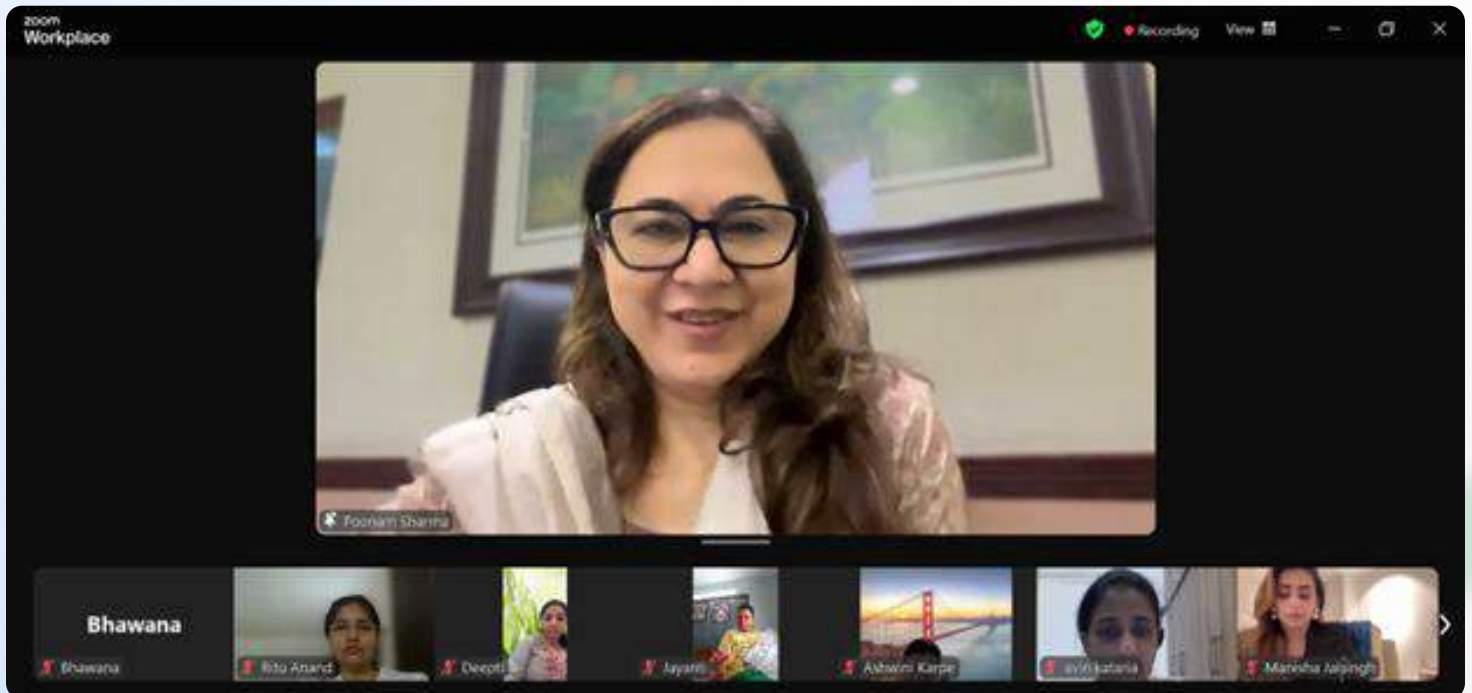 zoom
Workplace
Recording
View
Poonam Sharma
Bhawana
Bhawana
Ritu Anand
Deepti
Jayanti
Ashwini Karpe
Manisha Jaisingh